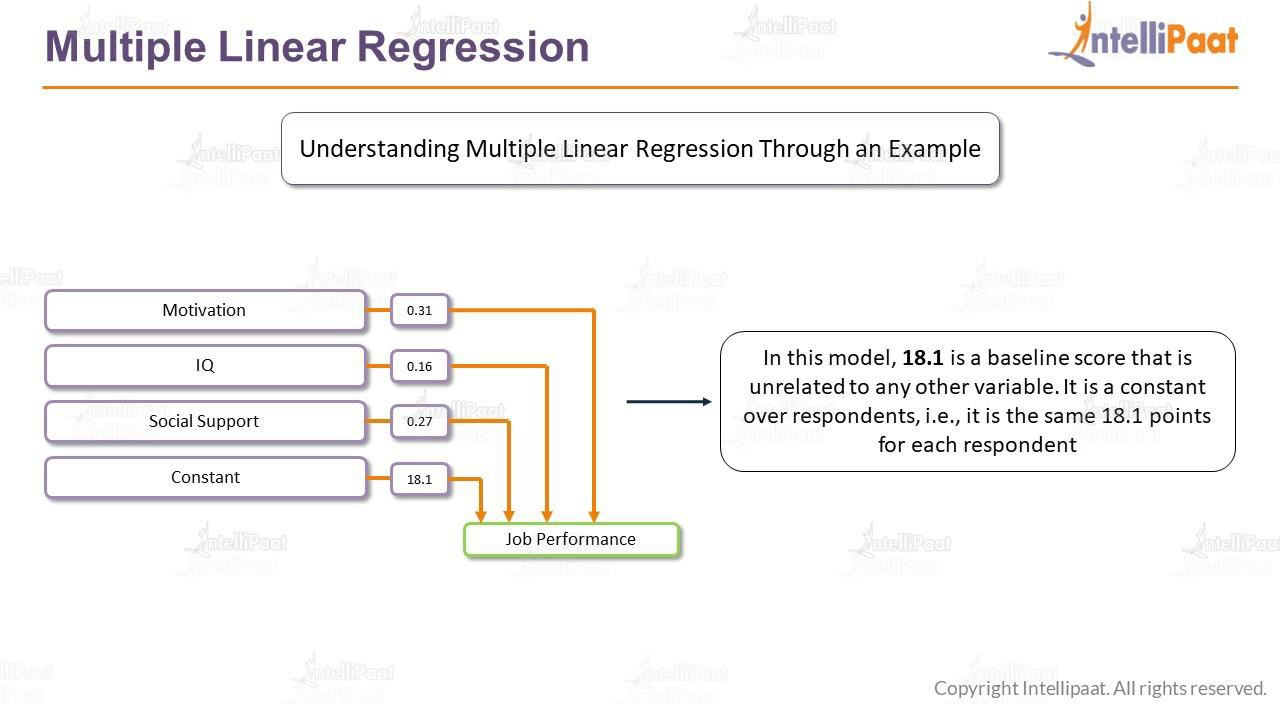 Multiple Linear Regression
IntelliPaat
Understanding Multiple Linear Regression Through an Example
Motivation
0.31
IQ
0.16
Social Support
0.27
Constant
18.1
Job Performance
In this model, 18.1 is a baseline score that is
unrelated to any other variable. It is a constant
over respondents, i.e., it is the same 18.1 points
for each respondent
Copyright Intellipaat. All rights reserved.